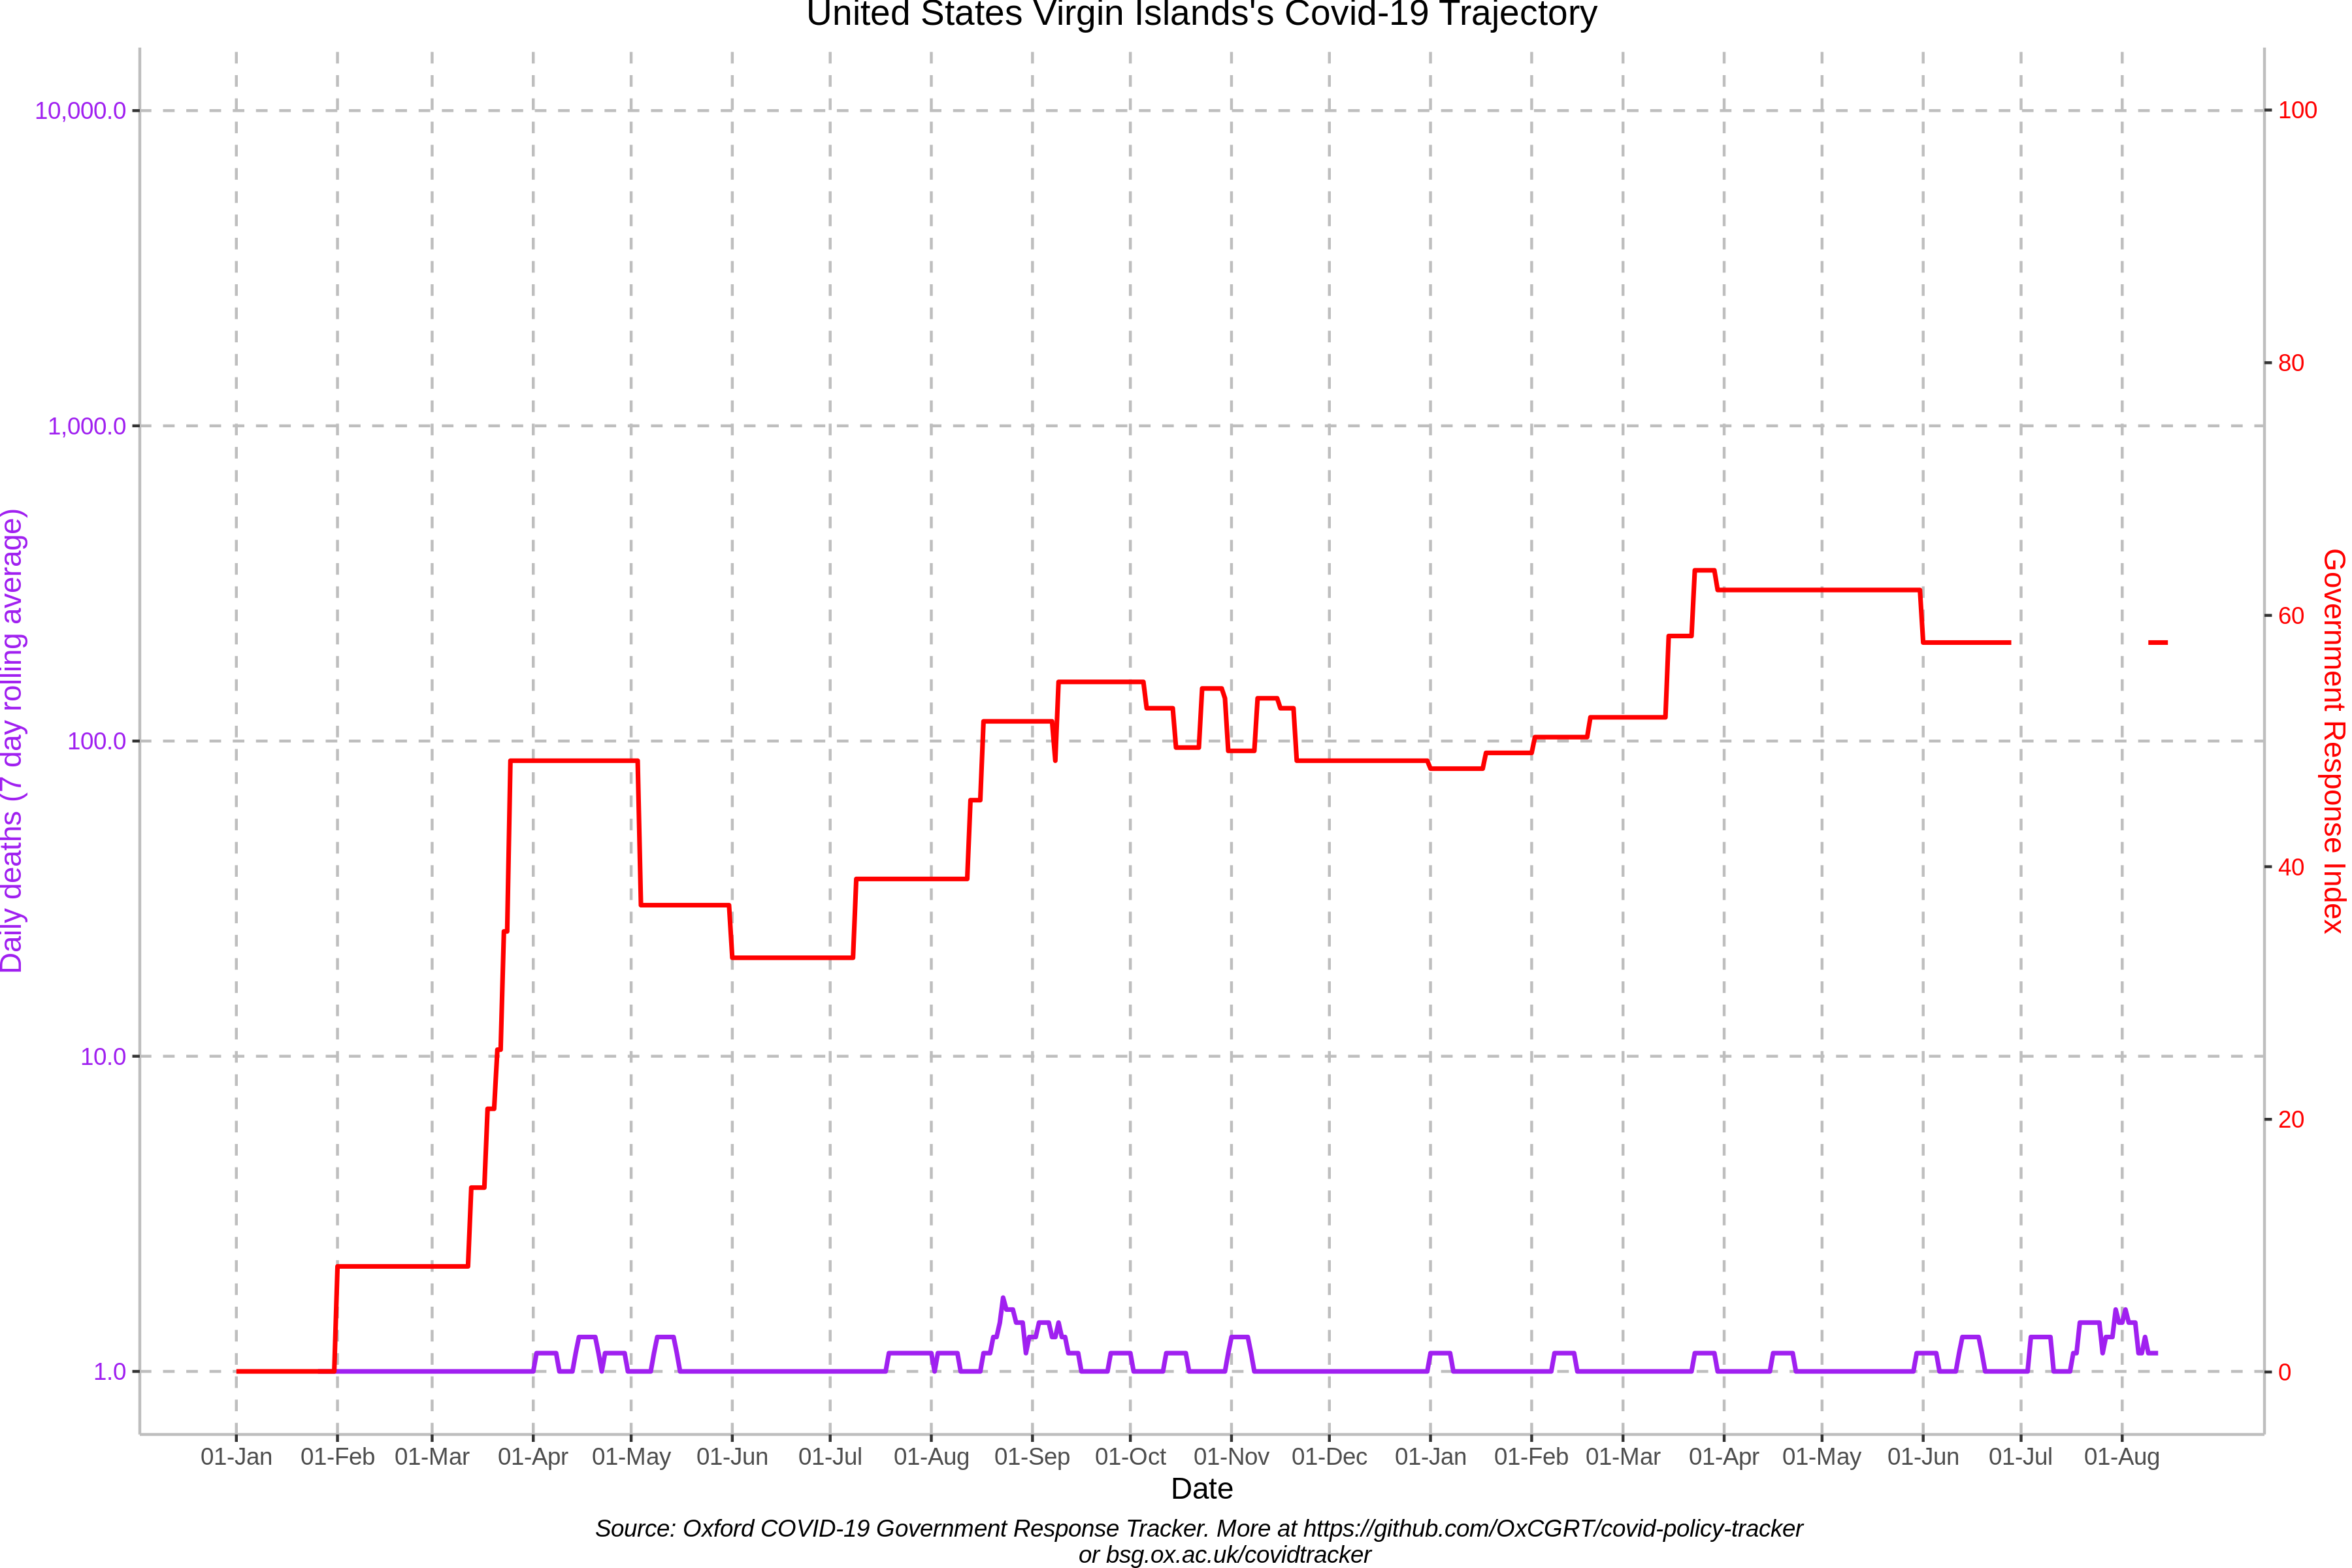 United States Virgin Islands's Covid-19 Trajectory
10,000.0
1,000.0
100.0
10.0
1.0
Daily deaths (7 day rolling average)
100
80
60
40
20
0
Government Response Index
01-Jan 01-Feb 01-Mar 01-Apr 01-May 01-Jun 01-Jul 01-Aug 01-Sep 01-Oct 01-Nov 01-Dec 01-Jan 01-Feb 01-Mar 01-Apr 01-May 01-Jun 01-Jul 01-Aug
Date
Source: Oxford COVID-19 Government Response Tracker. More at https://github.com/OxCGRT/covid-policy-tracker
or bsg.ox.ac.uk/covidtracker